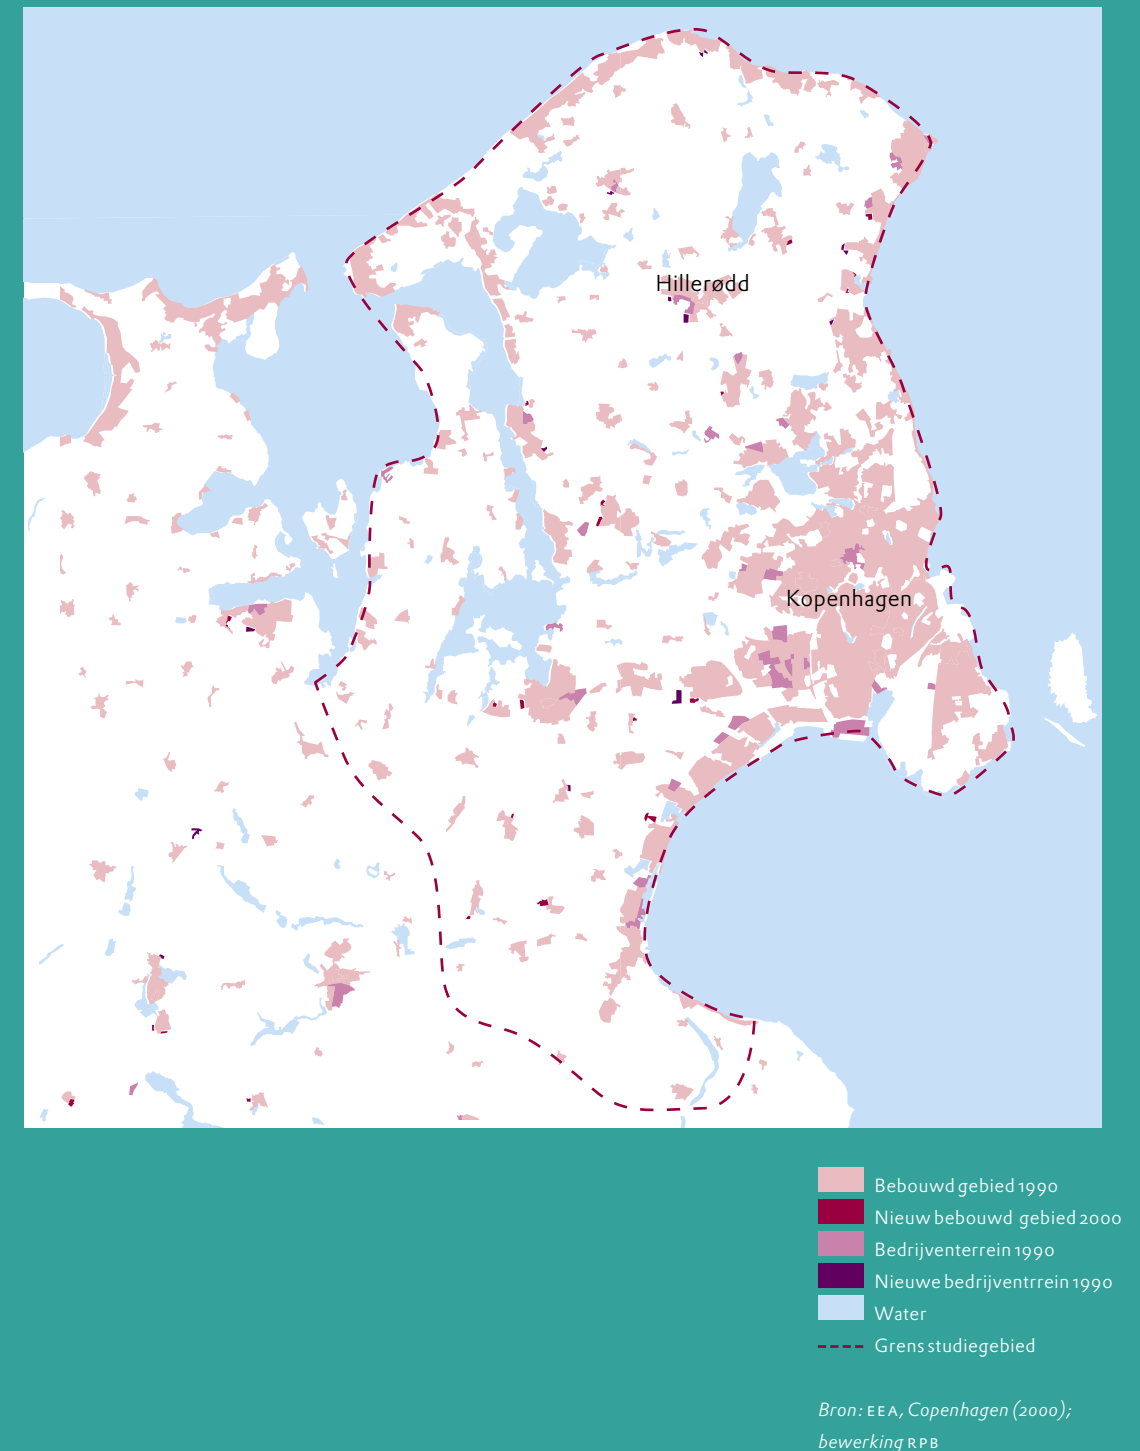 Hillerødd
Kopenhagen
Bebouwd gebied 1990
Nieuw bebouwd gebied 2000
Bedrijventerrein 1990
Nieuwe bedrijventrrein 1990
Water
Grens studiegebied
Bron: EEA, Copenhagen (2000);
bewerking RPB